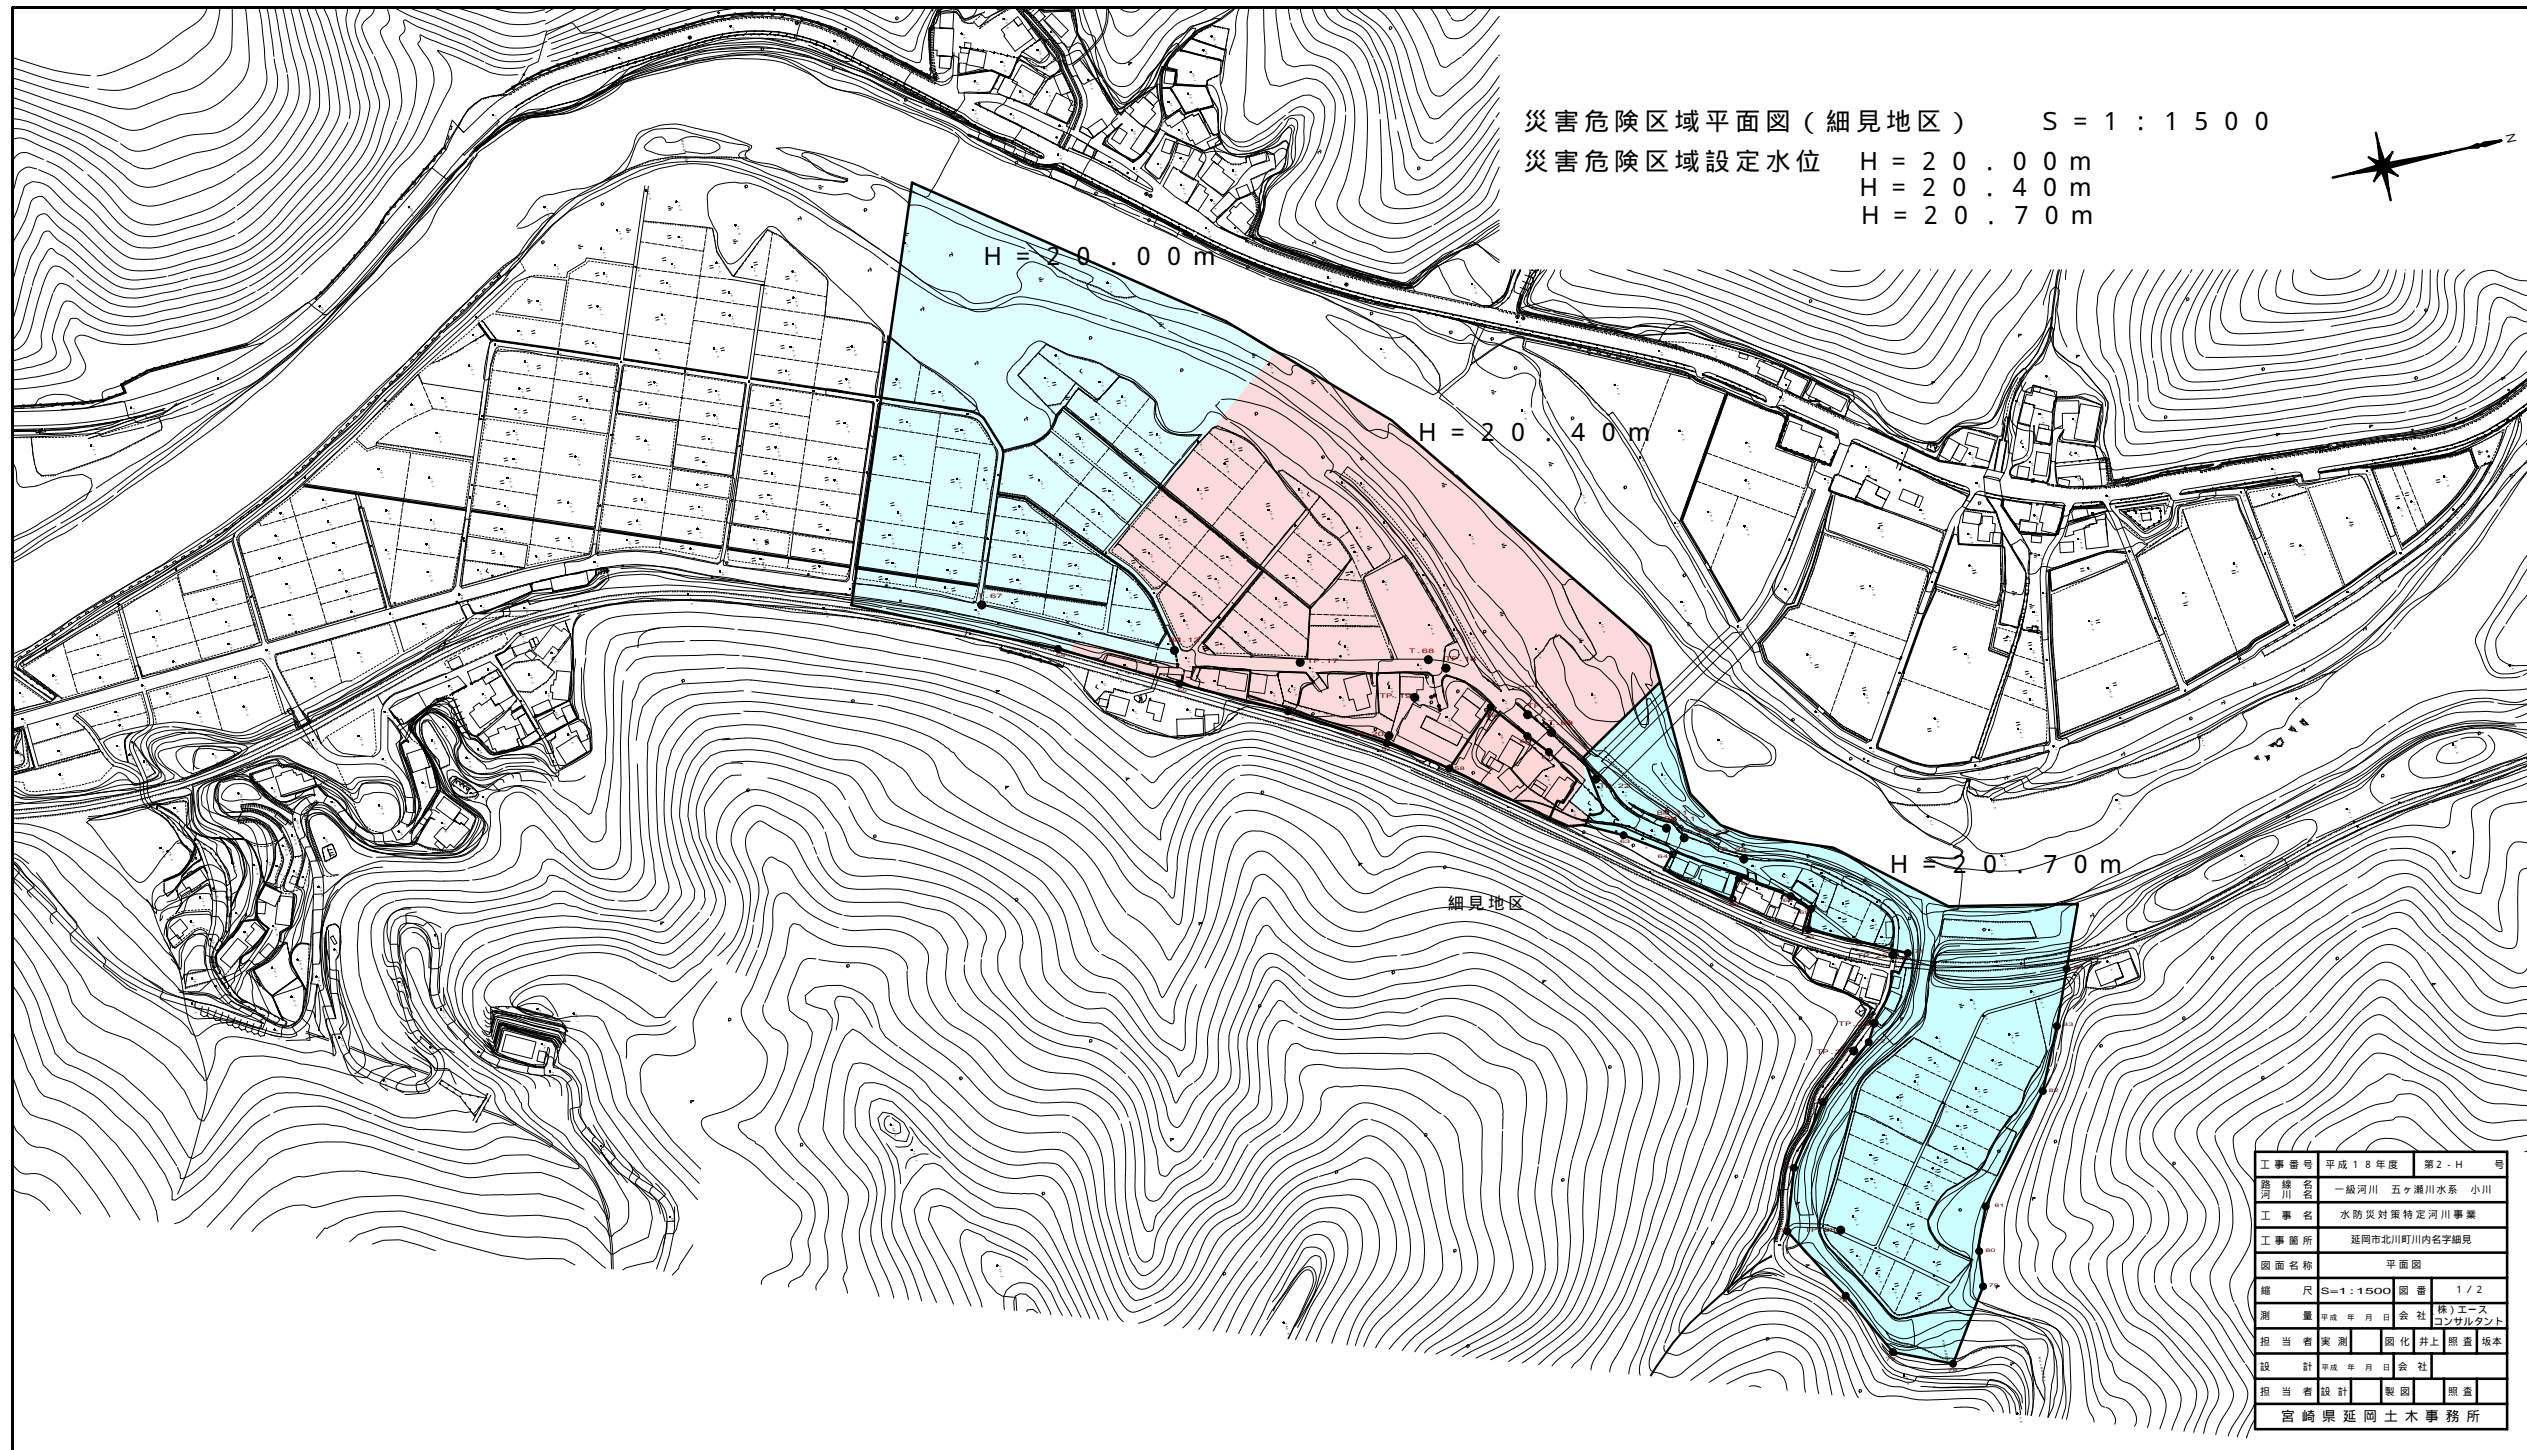 災害危険区域平面図（細見地区）　S＝1：1500
災害危険区域設定水位　H＝20．00m
H＝20．40m
H＝20．70m
N
H＝20．00m
H＝20．40m
T.67
TP.17
T.68
H＝20．70m
細見地区
工事番号　平成18年度　第2-H　号
路線名
河川名　一級河川　五ヶ瀬川水系　小川
工事名　水防災対策特定河川事業
工事箇所　延岡市北川町川内名字細見
図面名称　平面図
縮尺　S=1:1500　図番　1/2
測量　平成　年　月　日　会社　株）エース
コンサルタント
担当者　実測　図化　井上　照査　坂本
設計　平成　年　月　日　会社
担当者　設計　製図　照査
宮崎県延岡土木事務所
81
80
79